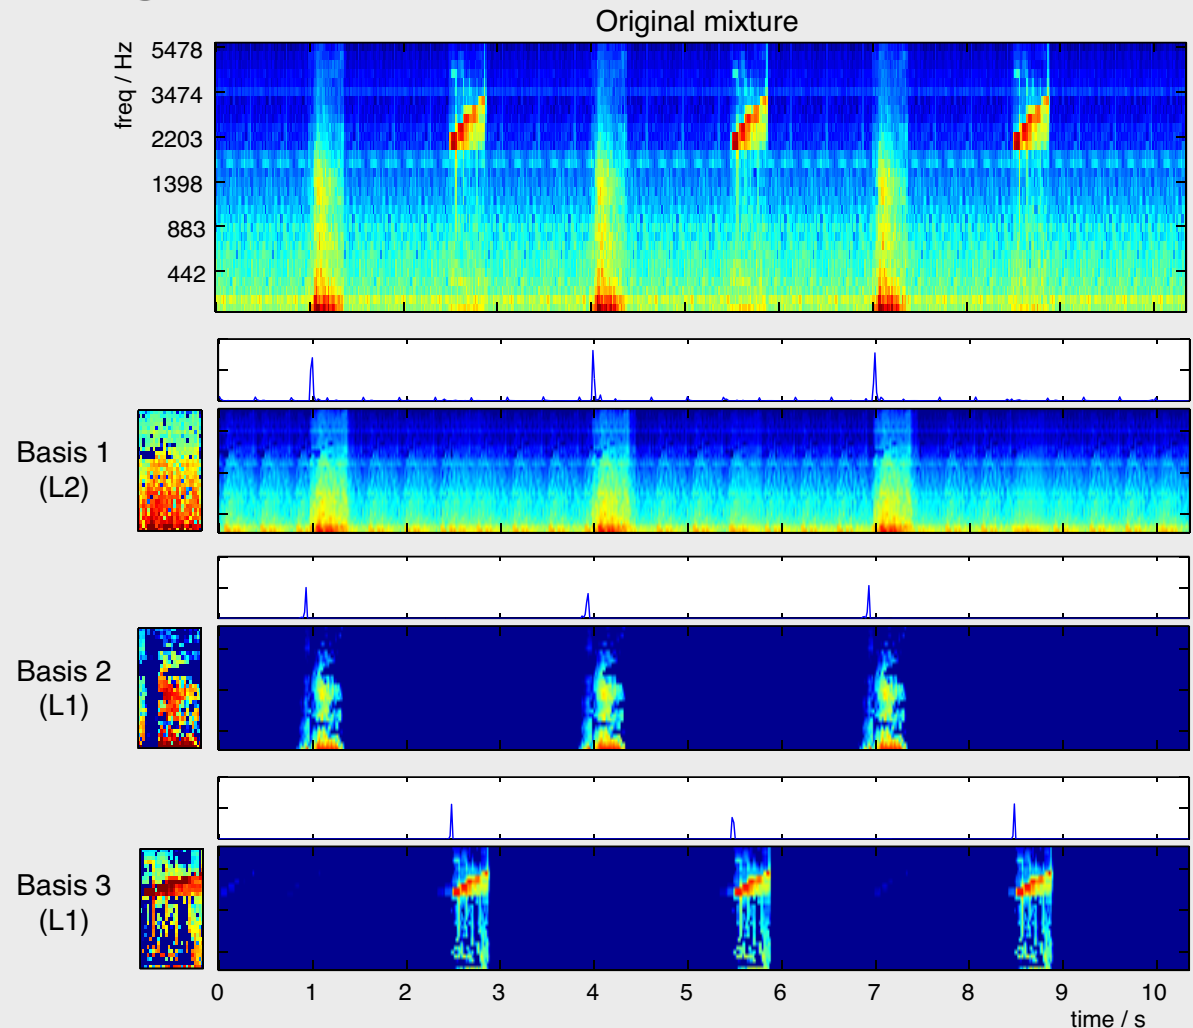 Original mixture
freq / Hz
5478
3474
2203
1398
883
442
Basis 1
(L2)
Basis 2
(L1)
Basis 3
(L1)
0 1 2 3 4 5 6 7 8 9 10
time / s